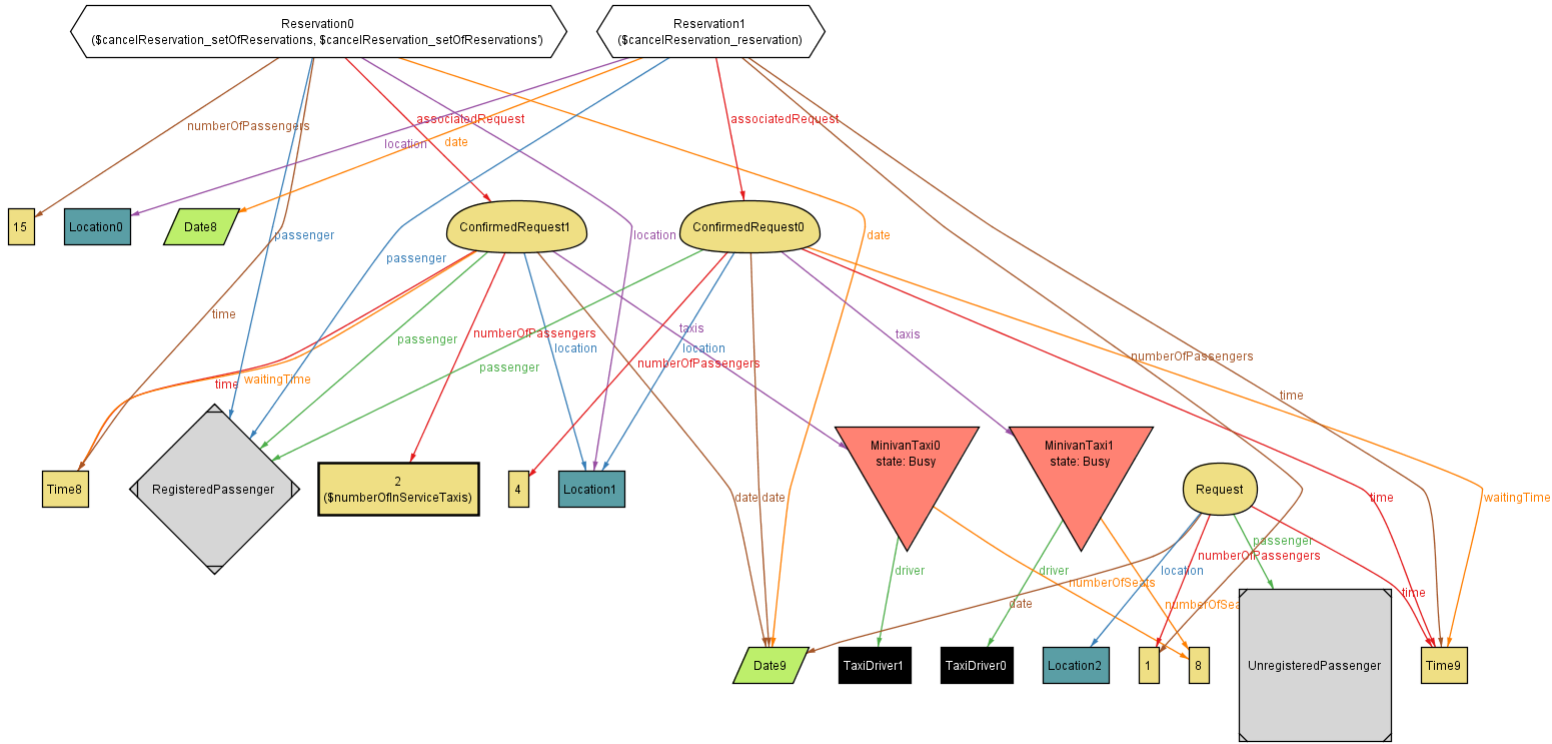 Reservation0
($cancelReservation_setOfReservations, $cancelReservation_setOfReservations')
Reservation1
($cancelReservation_reservation)
numberOfPassengers
associatedRequest
associatedRequest
location
date
15
Location0
Date8
ConfirmedRequest1
ConfirmedRequest0
passenger
location
date
passenger
time
taxis
taxis
numberOfPassengers
passenger
location
location
numberOfPassengers
passenger
numberOfPassengers
time
waitingTime
time
MinivanTaxi0
state: Busy
MinivanTaxi1
state: Busy
Time8
RegisteredPassenger
2
($numberOfInServiceTaxis)
4
Location1
Request
date
date
time
waitingTime
passenger
numberOfPassengers
driver
driver
location
numberOfSeats
time
date
Date9
TaxiDriver1
TaxiDriver0
Location2
1
8
UnregisteredPassenger
Time9